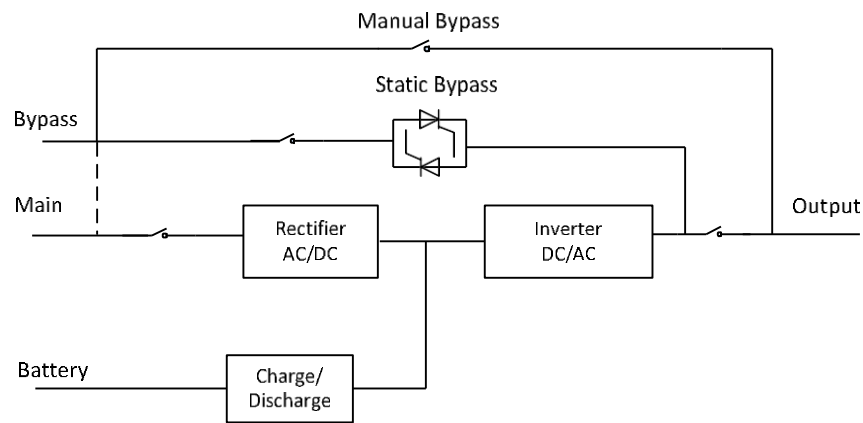 Manual Bypass
Static Bypass
Bypass
Main
Rectifier
AC/DC
Inverter
DC/AC
Output
Battery
Charge/
Discharge